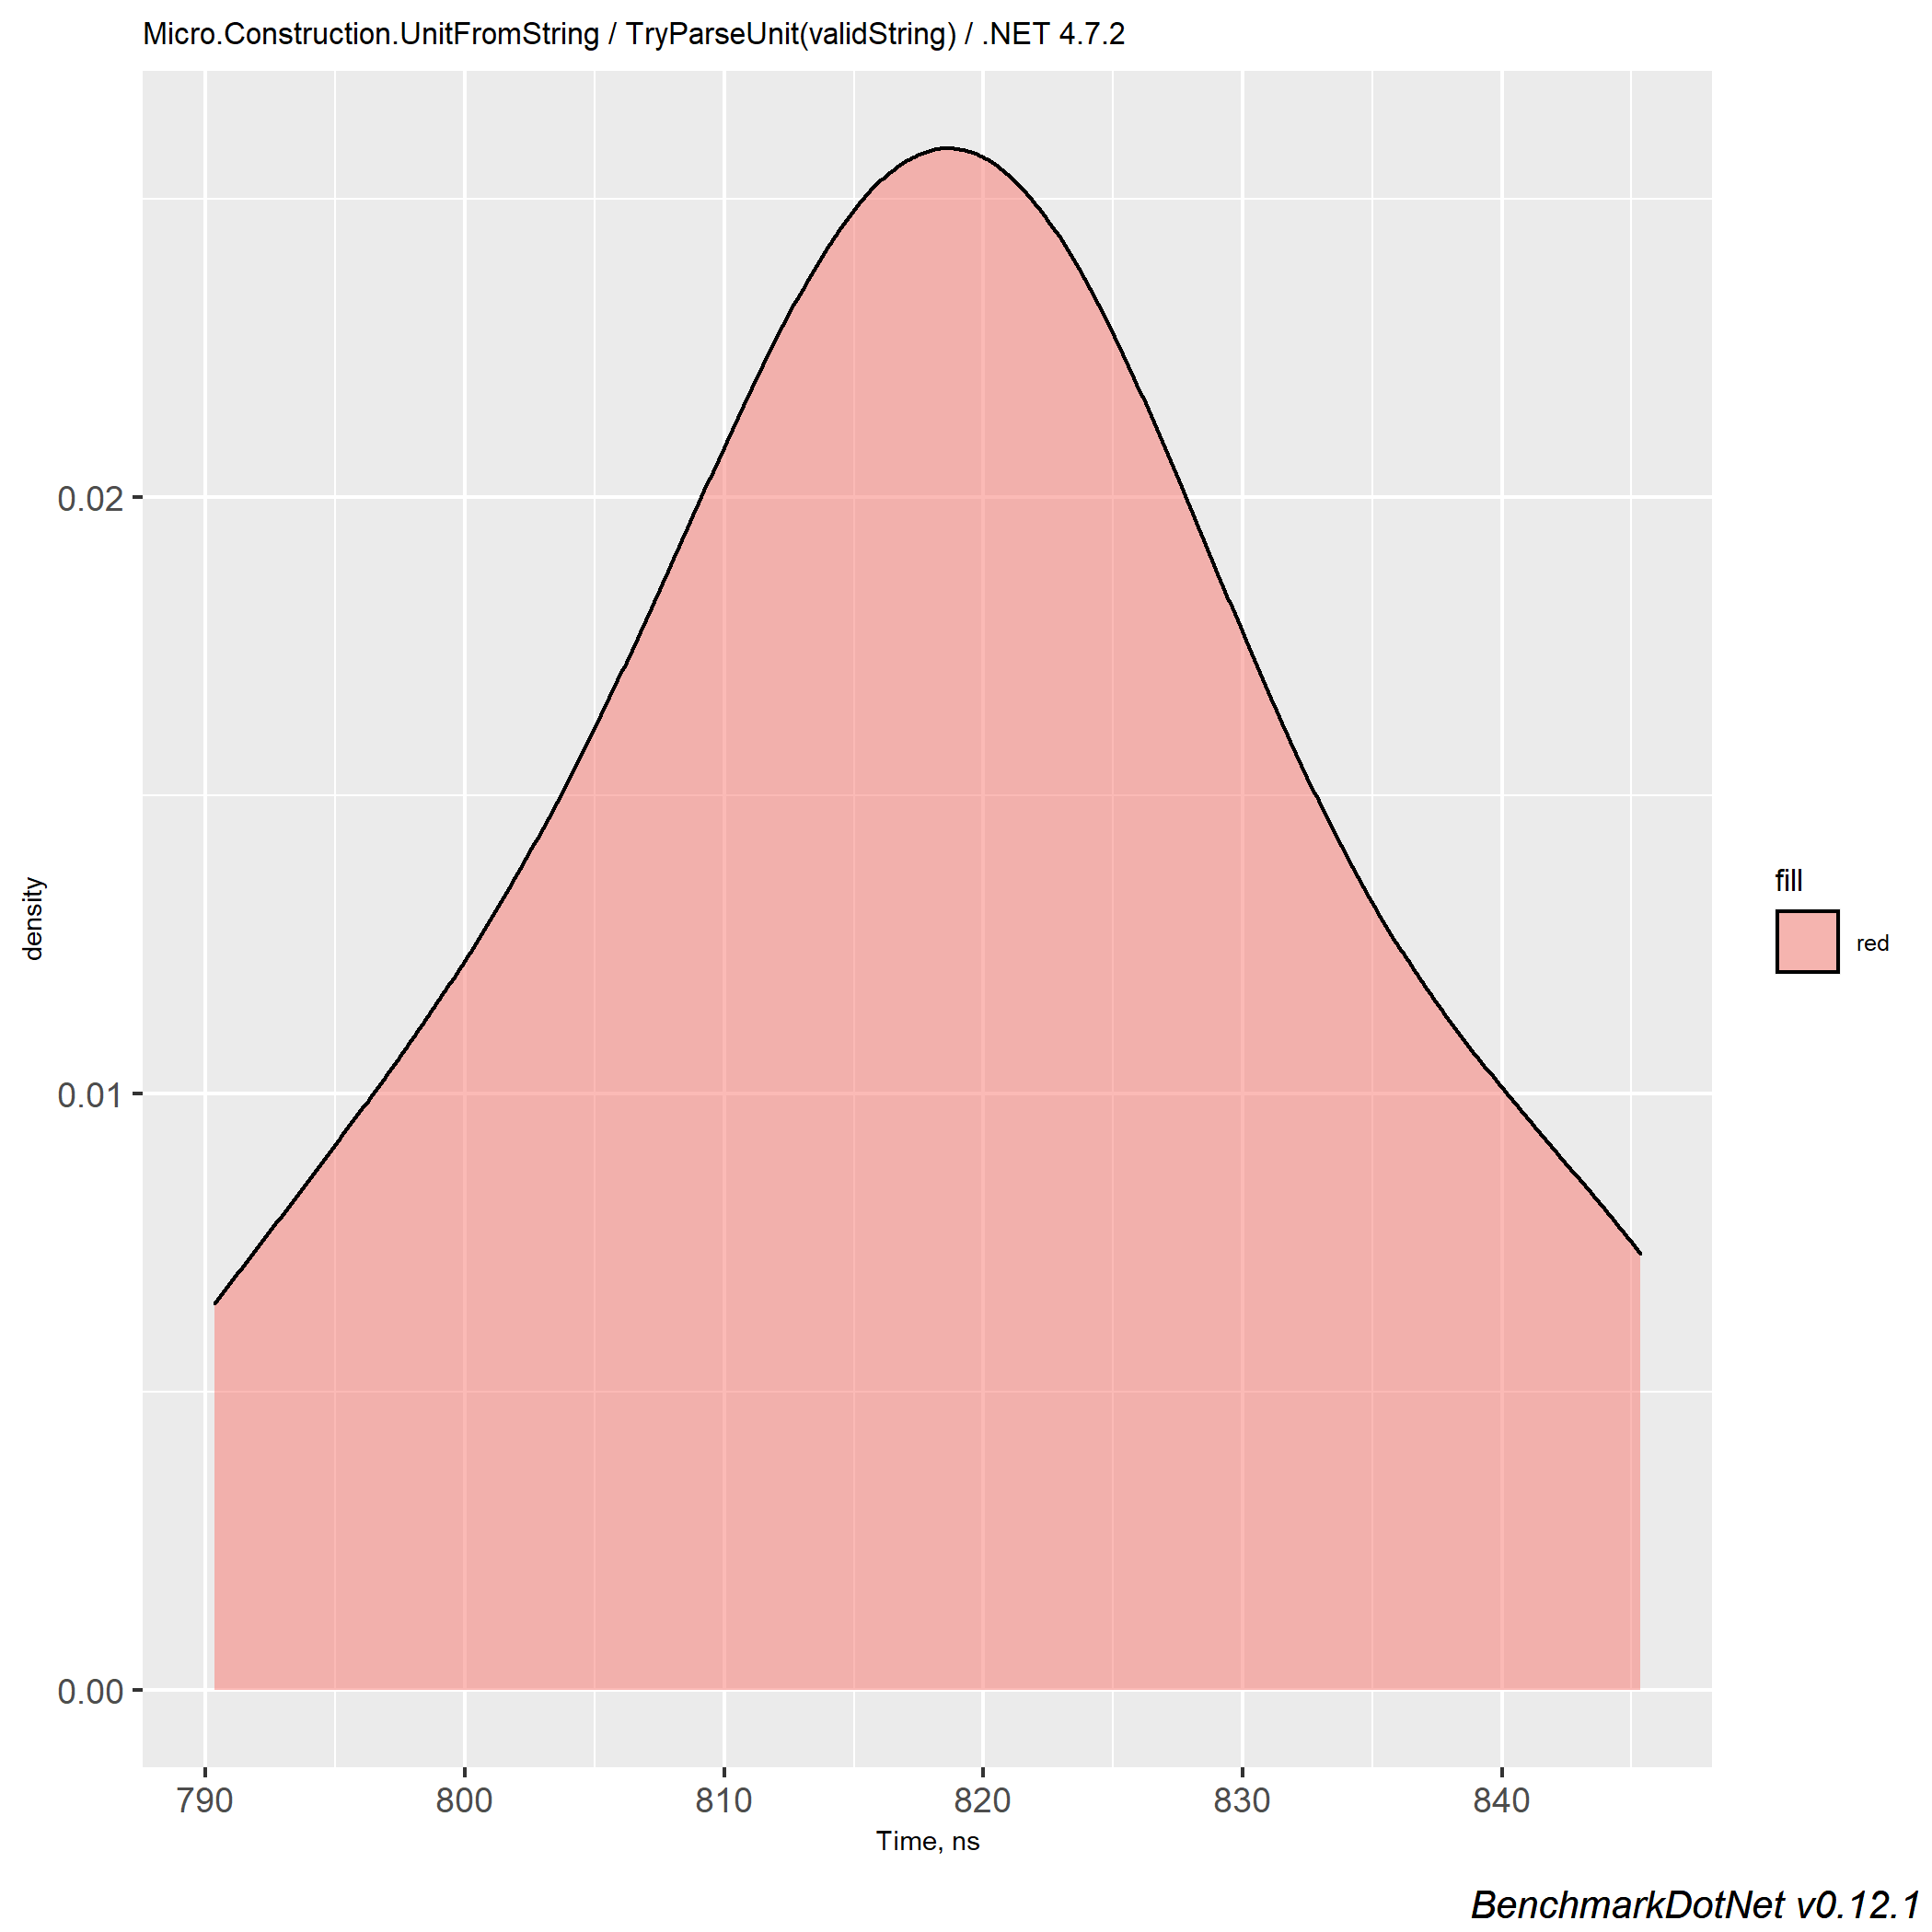 Micro.Construction.UnitFromString / TryParseUnit(validString) / .NET 4.7.2
0.02
0.01
0.00
density
790 800 810 820 830 840
Time, ns
fill
red
BenchmarkDotNet v0.12.1